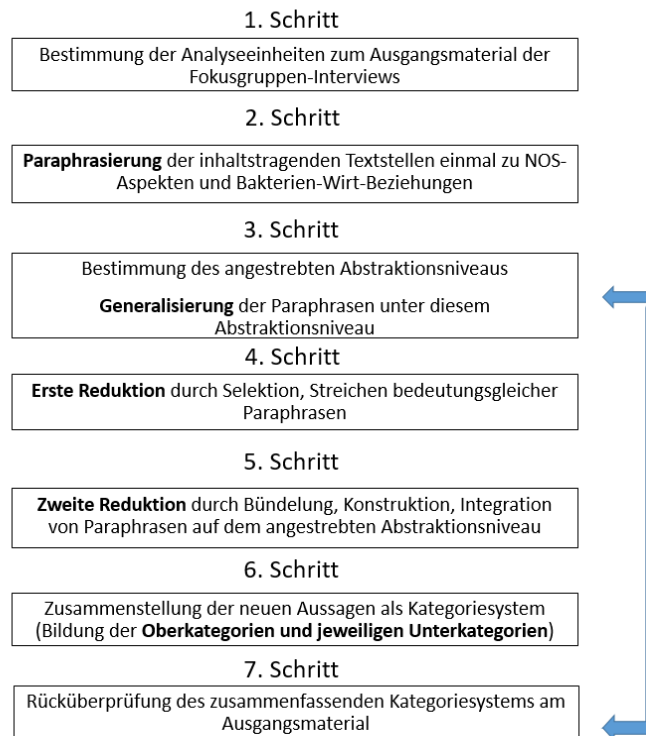 1. Schritt
Bestimmung der Analyseeinheiten zum Ausgangsmaterial der
Fokusgruppen-Interviews
2. Schritt
Paraphrasierung der inhaltstragenden Textstellen einmal zu NOS-
Aspekten und Bakterien-Wirt-Beziehungen
3. Schritt
Bestimmung des angestrebten Abstraktionsniveaus
Generalisierung der Paraphrasen unter diesem
Abstraktionsniveau
4. Schritt
Erste Reduktion durch Selektion, Streichen bedeutungsgleicher
Paraphrasen
5. Schritt
Zweite Reduktion durch Bündelung, Konstruktion, Integration
von Paraphrasen auf dem angestrebten Abstraktionsniveau
6. Schritt
Zusammenstellung der neuen Aussagen als Kategoriesystem
(Bildung der Oberkategorien und jeweiligen Unterkategorien)
7. Schritt
Rücküberprüfung des zusammenfassenden Kategoriesystems am
Ausgangsmaterial